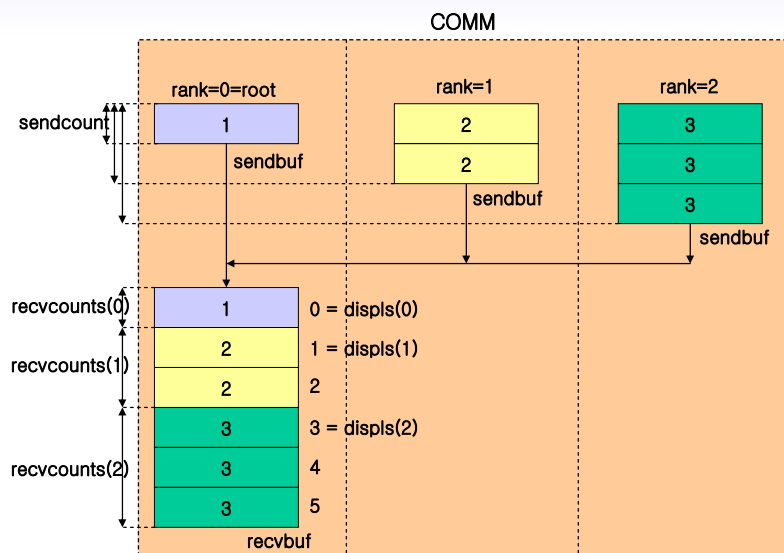 COMM
rank=0=root
rank=1
rank=2
sendcount
1
2
3
sendbuf
2
3
sendbuf
3
sendbuf
recvcounts(0)
1
0 = displs(0)
recvcounts(1)
2
1 = displs(1)
2
2
recvcounts(2)
3
3 = displs(2)
3
4
3
5
recvbuf